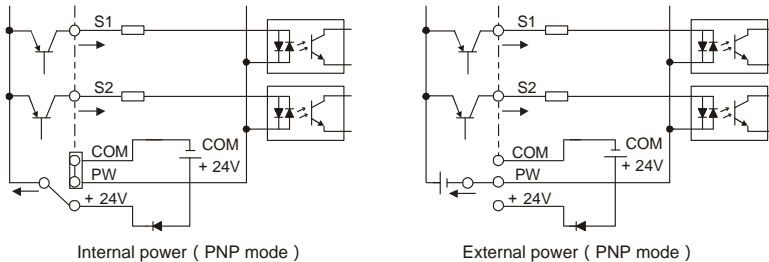 S1
S2
COM
COM
+ 24V
PW
+ 24V
Internal power ( PNP mode )
S1
S2
COM
COM
+ 24V
PW
+ 24V
External power ( PNP mode )